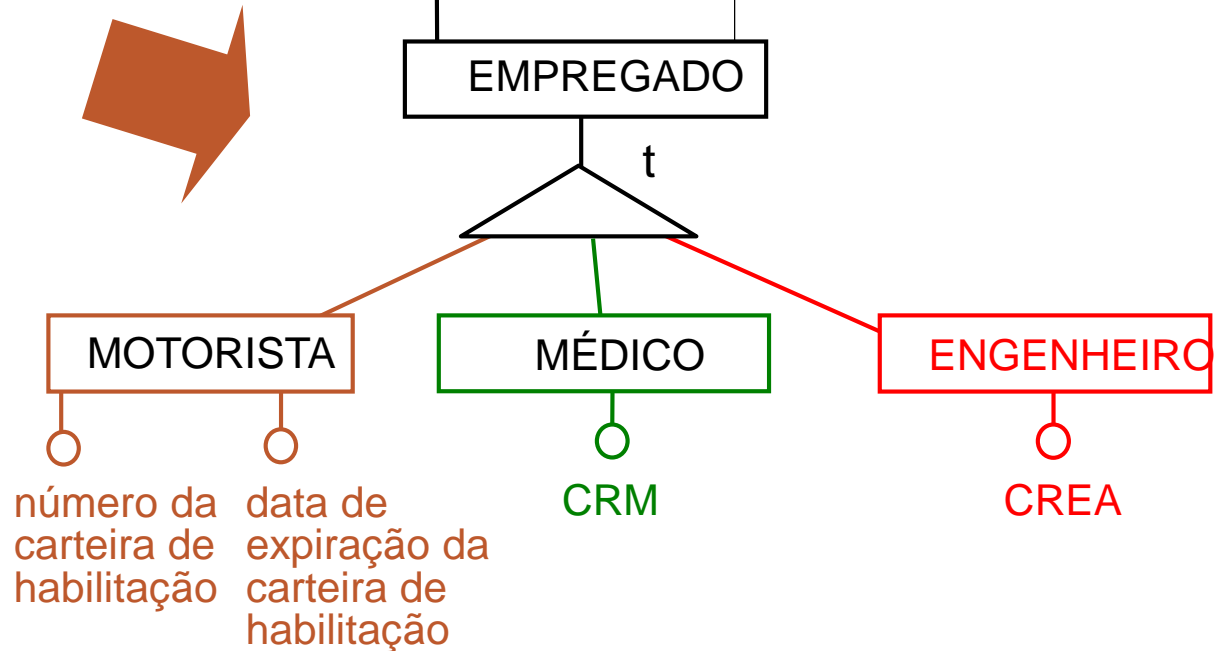 EMPREGADO
t
MOTORISTA
MÉDICO
ENGENHEIRO
número da
carteira de
habilitação
data de
expiração da
carteira de
habilitação
CRM
CREA